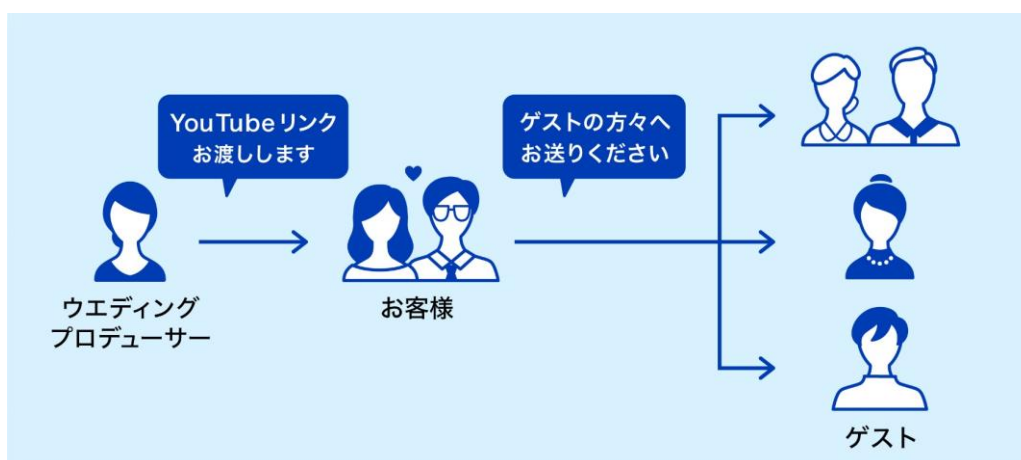 YouTubeリンク
お渡しします
ゲストの方々へ
お送りください
ウエディング
プロデューサー
お客様
ゲスト